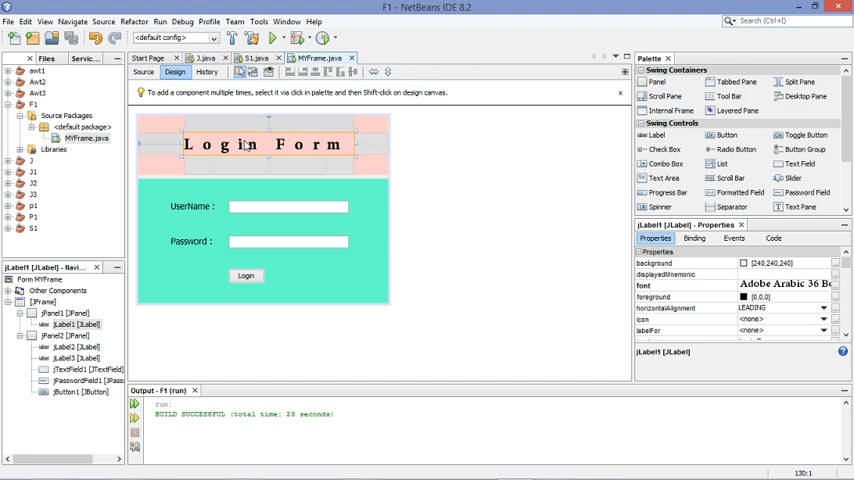 F1 - NetBeans IDE 8.2
File Edit View Navigate Source Refactor Run Debug Profile Team Tools Window Help
Search (Ctrl+I)
<default config>
Files Servic...
Start Page J.java S1.java MYFrame.java
Source Design History
To add a component multiple times, select it via click in palette and then Shift-click on design canvas.
awt1
Awt2
Awt3
F1
Source Packages
<default package>
MYFrame.java
Libraries
J
J1
J2
J3
p1
P1
S1
Login Form
UserName :
Password :
Login
Palette
Swing Containers
Panel Tabbed Pane Split Pane
Scroll Pane Tool Bar Desktop Pane
Internal Frame Layered Pane
Swing Controls
Label Button Toggle Button
Check Box Radio Button Button Group
Combo Box List Text Field
Text Area Scroll Bar Slider
Progress Bar Formatted Field Password Field
Spinner Separator Text Pane
jLabel1 [JLabel] - Properties
Properties Binding Events Code
Properties
background [240,240,240]
displayedMnemonic
font Adobe Arabic 36 Bo
foreground [0,0,0]
horizontalAlignment LEADING
icon <none>
labelFor <none>
jLabel1 [JLabel]
jLabel1 [JLabel] - Navi...
Form MYFrame
Other Components
[JFrame]
jPanel1 [JPanel]
jLabel1 [JLabel]
jPanel2 [JPanel]
jLabel2 [JLabel]
jLabel3 [JLabel]
jTextField1 [JTextField]
jPasswordField1 [JPassw
jButton1 [JButton]
Output - F1 (run)
run:
BUILD SUCCESSFUL (total time: 23 seconds)
130:1